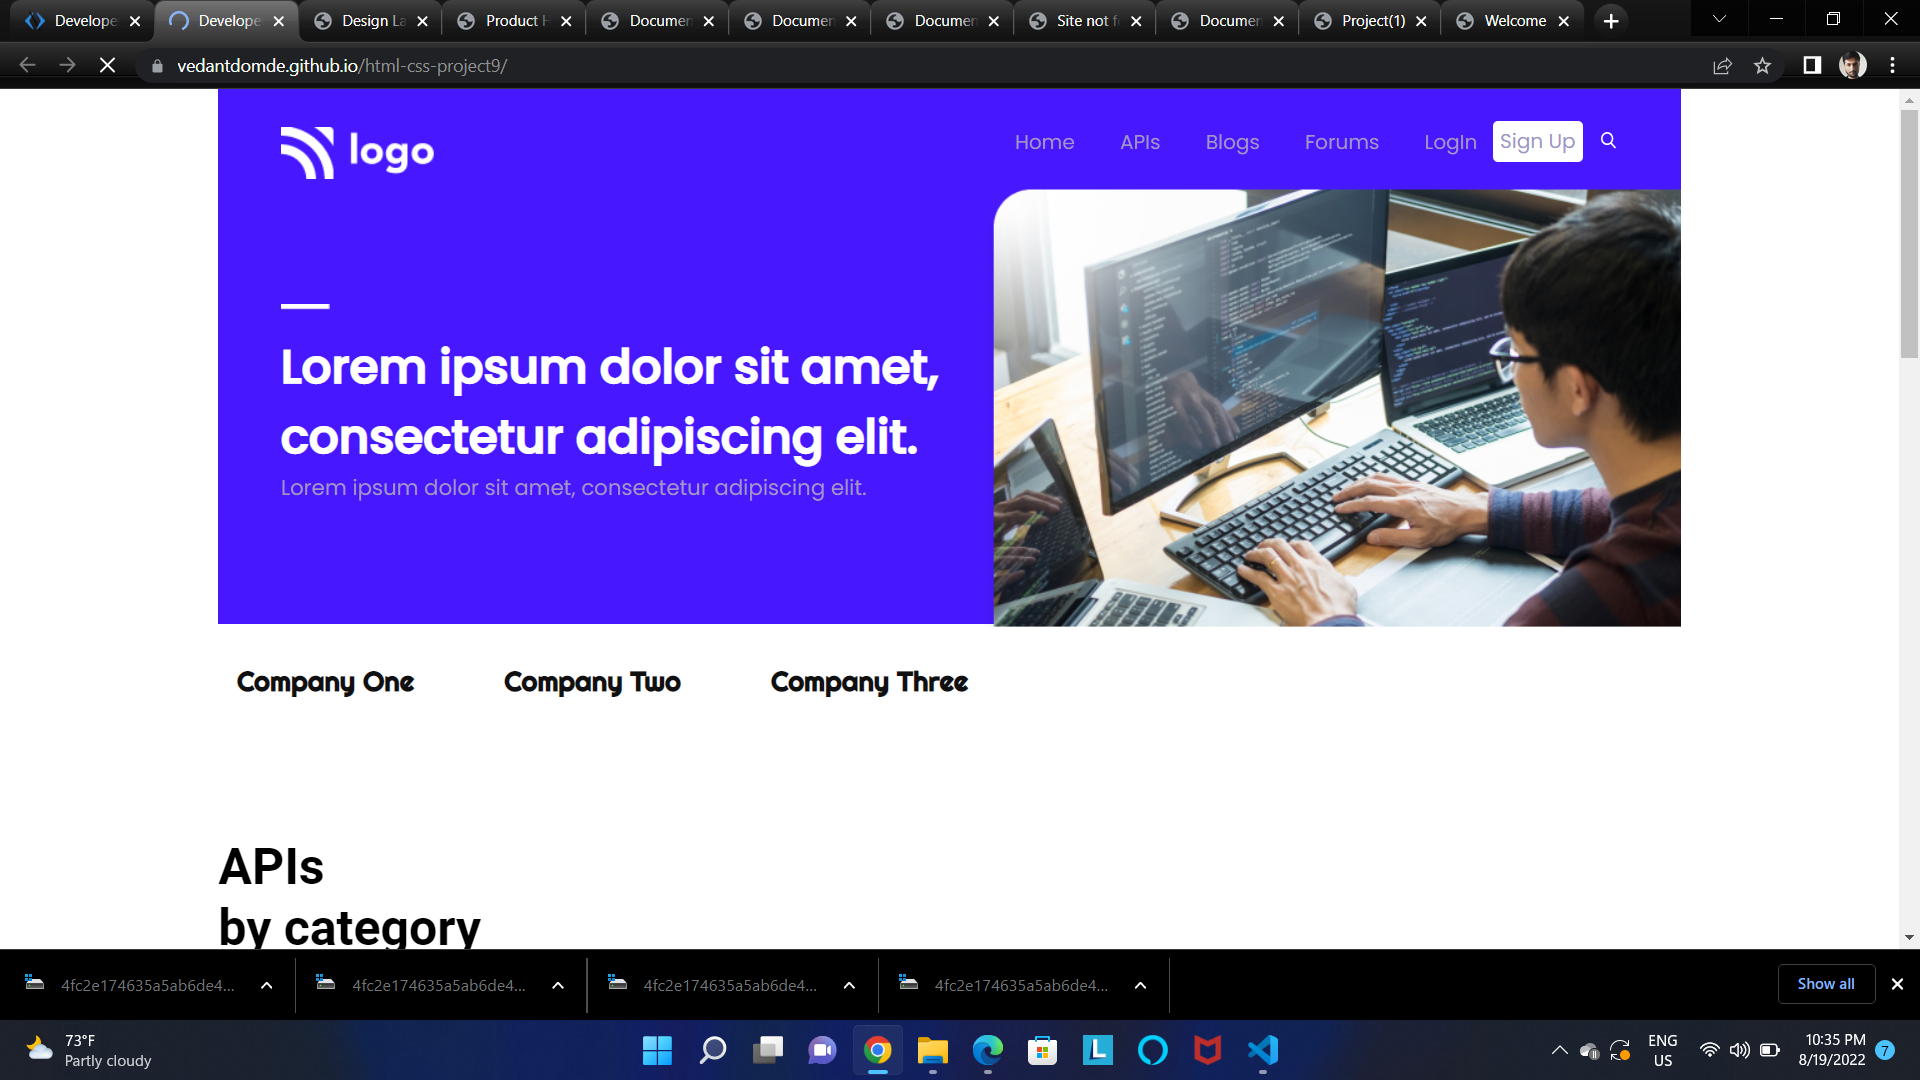 Develope
Develope
Design La
Product H
Documen
Documen
Documen
Site not f
Documen
Project(1)
Welcome
vedantdomde.github.io/html-css-project9/
logo
Home APIs Blogs Forums LogIn Sign Up
Lorem ipsum dolor sit amet,
consectetur adipiscing elit.
Lorem ipsum dolor sit amet, consectetur adipiscing elit.
Company One Company Two Company Three
APIs
by category
4fc2e174635a5ab6de4... 4fc2e174635a5ab6de4... 4fc2e174635a5ab6de4... 4fc2e174635a5ab6de4... Show all
73°F
Partly cloudy
ENG
US
10:35 PM
8/19/2022
7